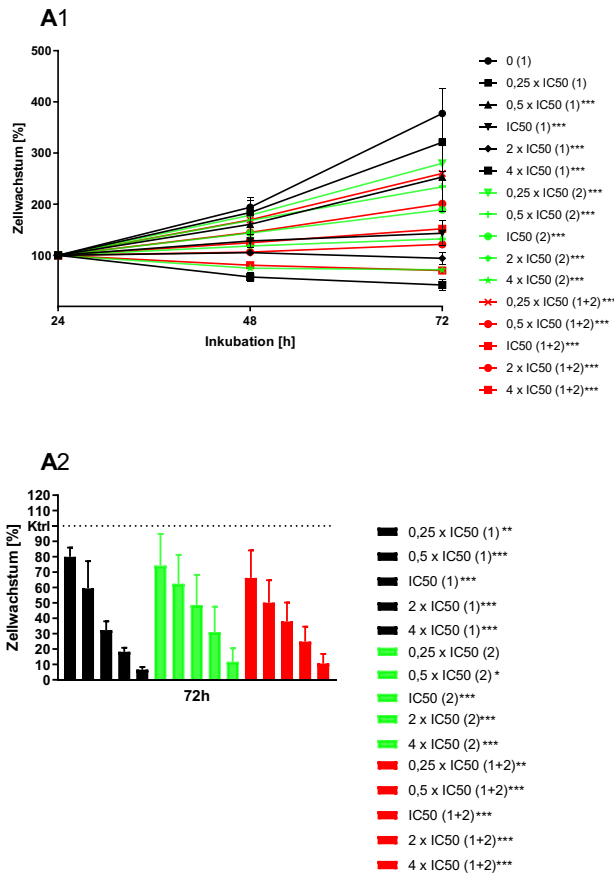 A1
500
400
300
200
100
Zellwachstum [%]
24
48
72
Inkubation [h]
0 (1)
0,25 x IC50 (1)
0,5 x IC50 (1)***
IC50 (1)***
2 x IC50 (1)***
4 x IC50 (1)***
0,25 x IC50 (2)***
0,5 x IC50 (2)***
IC50 (2)***
2 x IC50 (2)***
4 x IC50 (2)***
0,25 x IC50 (1+2)***
0,5 x IC50 (1+2)***
IC50 (1+2)***
2 x IC50 (1+2)***
4 x IC50 (1+2)***
A2
120
110
Ktrl
90
80
70
60
50
40
30
20
10
0
Zellwachstum [%]
72h
0,25 x IC50 (1) **
0,5 x IC50 (1)***
IC50 (1)***
2 x IC50 (1)***
4 x IC50 (1)***
0,25 x IC50 (2)
0,5 x IC50 (2) *
IC50 (2)***
2 x IC50 (2)***
4 x IC50 (2) ***
0,25 x IC50 (1+2)**
0,5 x IC50 (1+2)***
IC50 (1+2)***
2 x IC50 (1+2)***
4 x IC50 (1+2)***